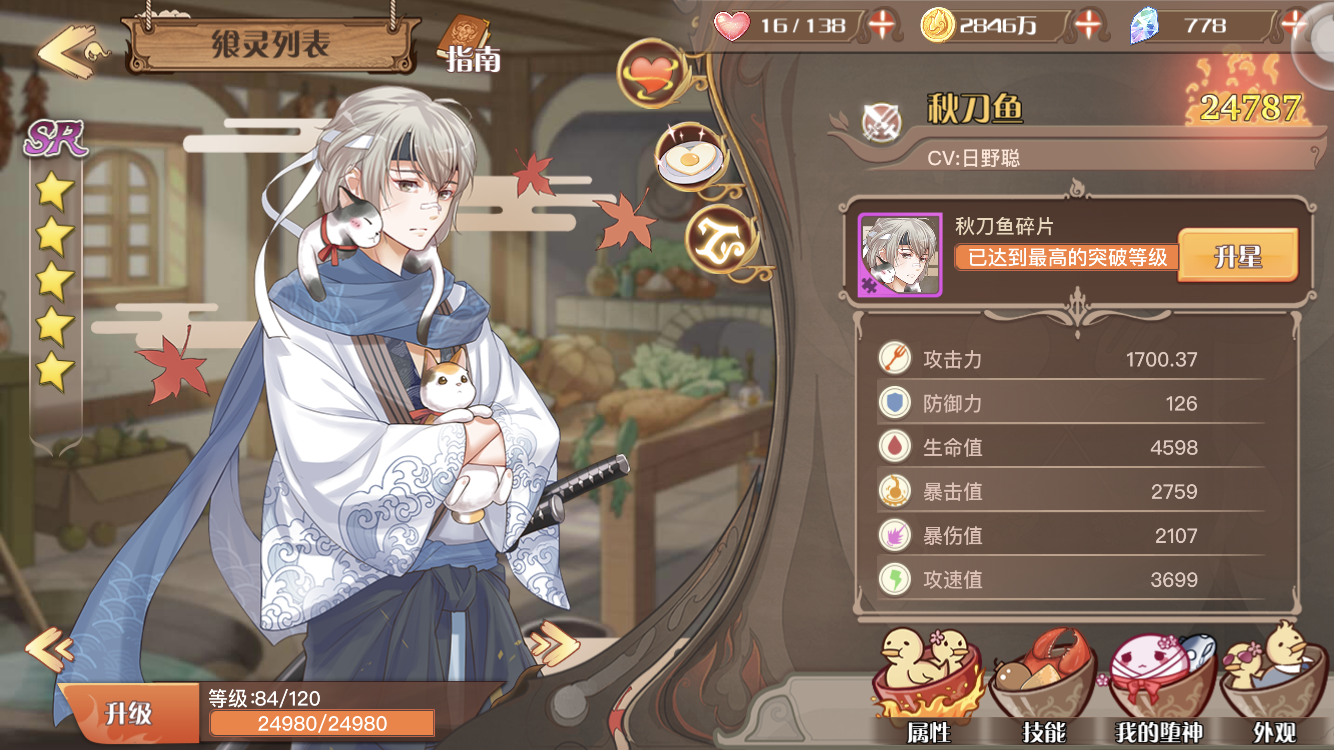 飨灵列表
指南
16/138
2846万
778
SR
秋刀鱼
24787
CV:日野聪
秋刀鱼碎片
已达到最高的突破等级
升星
攻击力 1700.37
防御力 126
生命值 4598
暴击值 2759
暴伤值 2107
攻速值 3699
升级
等级:84/120
24980/24980
属性
技能
我的堕神
外观